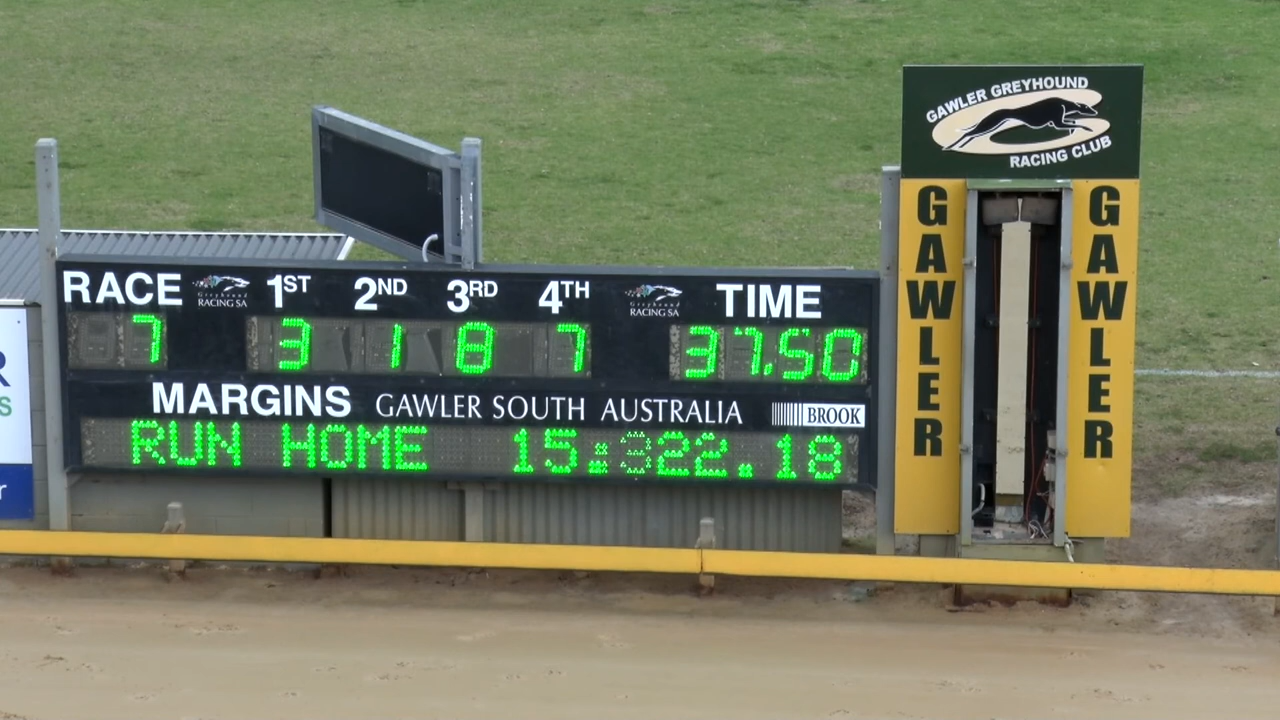 GAWLER GREYHOUND
RACING CLUB
GAWLER
GAWLER
RACE Greyhound RACING SA 1ST 2ND 3RD 4TH Greyhound RACING SA TIME
7 3 1 8 7 37.50
MARGINS GAWLER SOUTH AUSTRALIA BROOK
RUN HOME 15:322.18
R
S
r